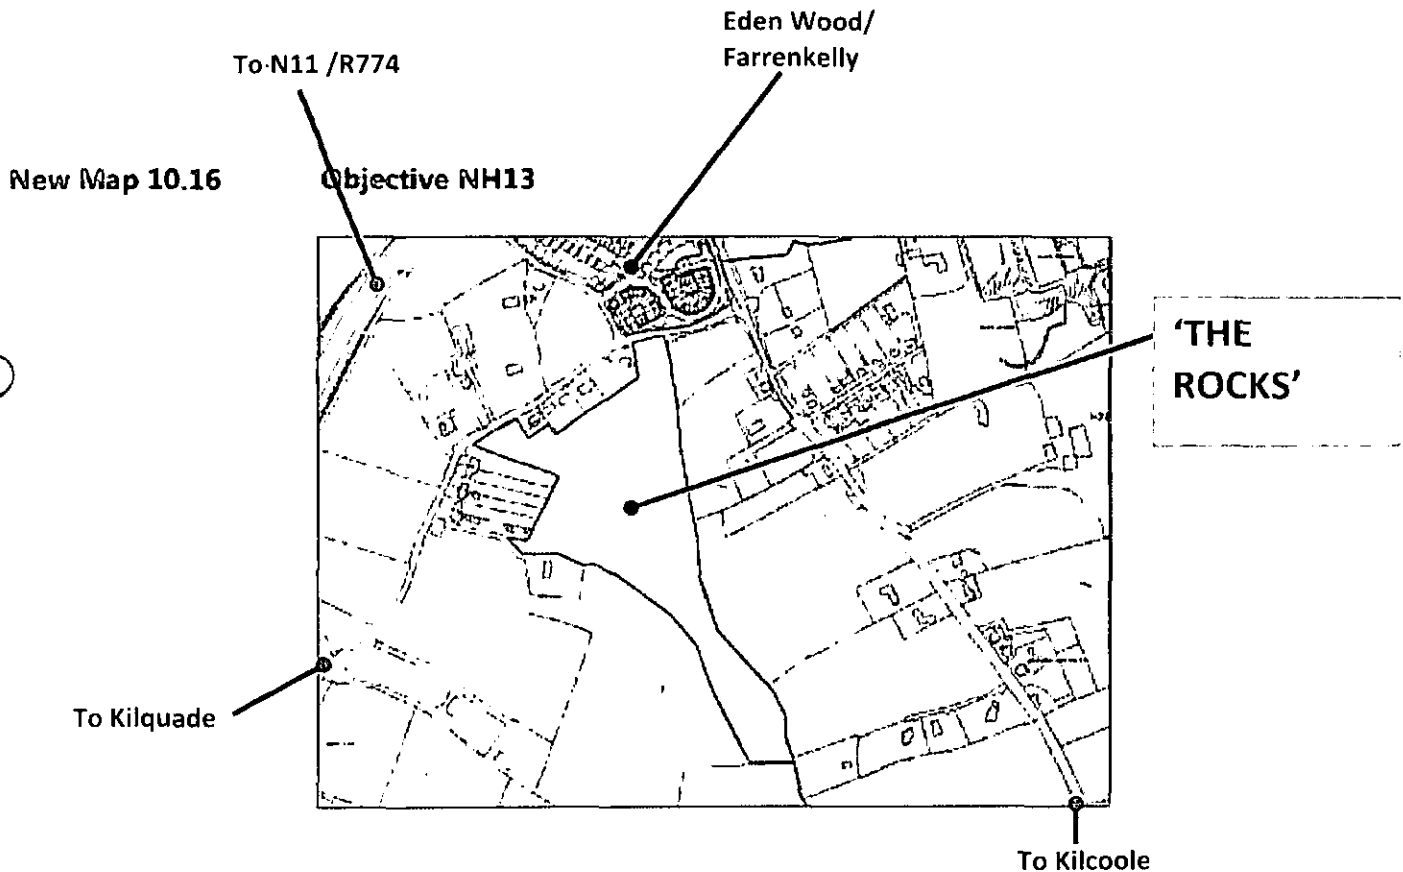 Eden Wood/
Farrenkelly
To N11 /R774
New Map 10.16 Objective NH13
'THE
ROCKS'
To Kilquade
To Kilcoole